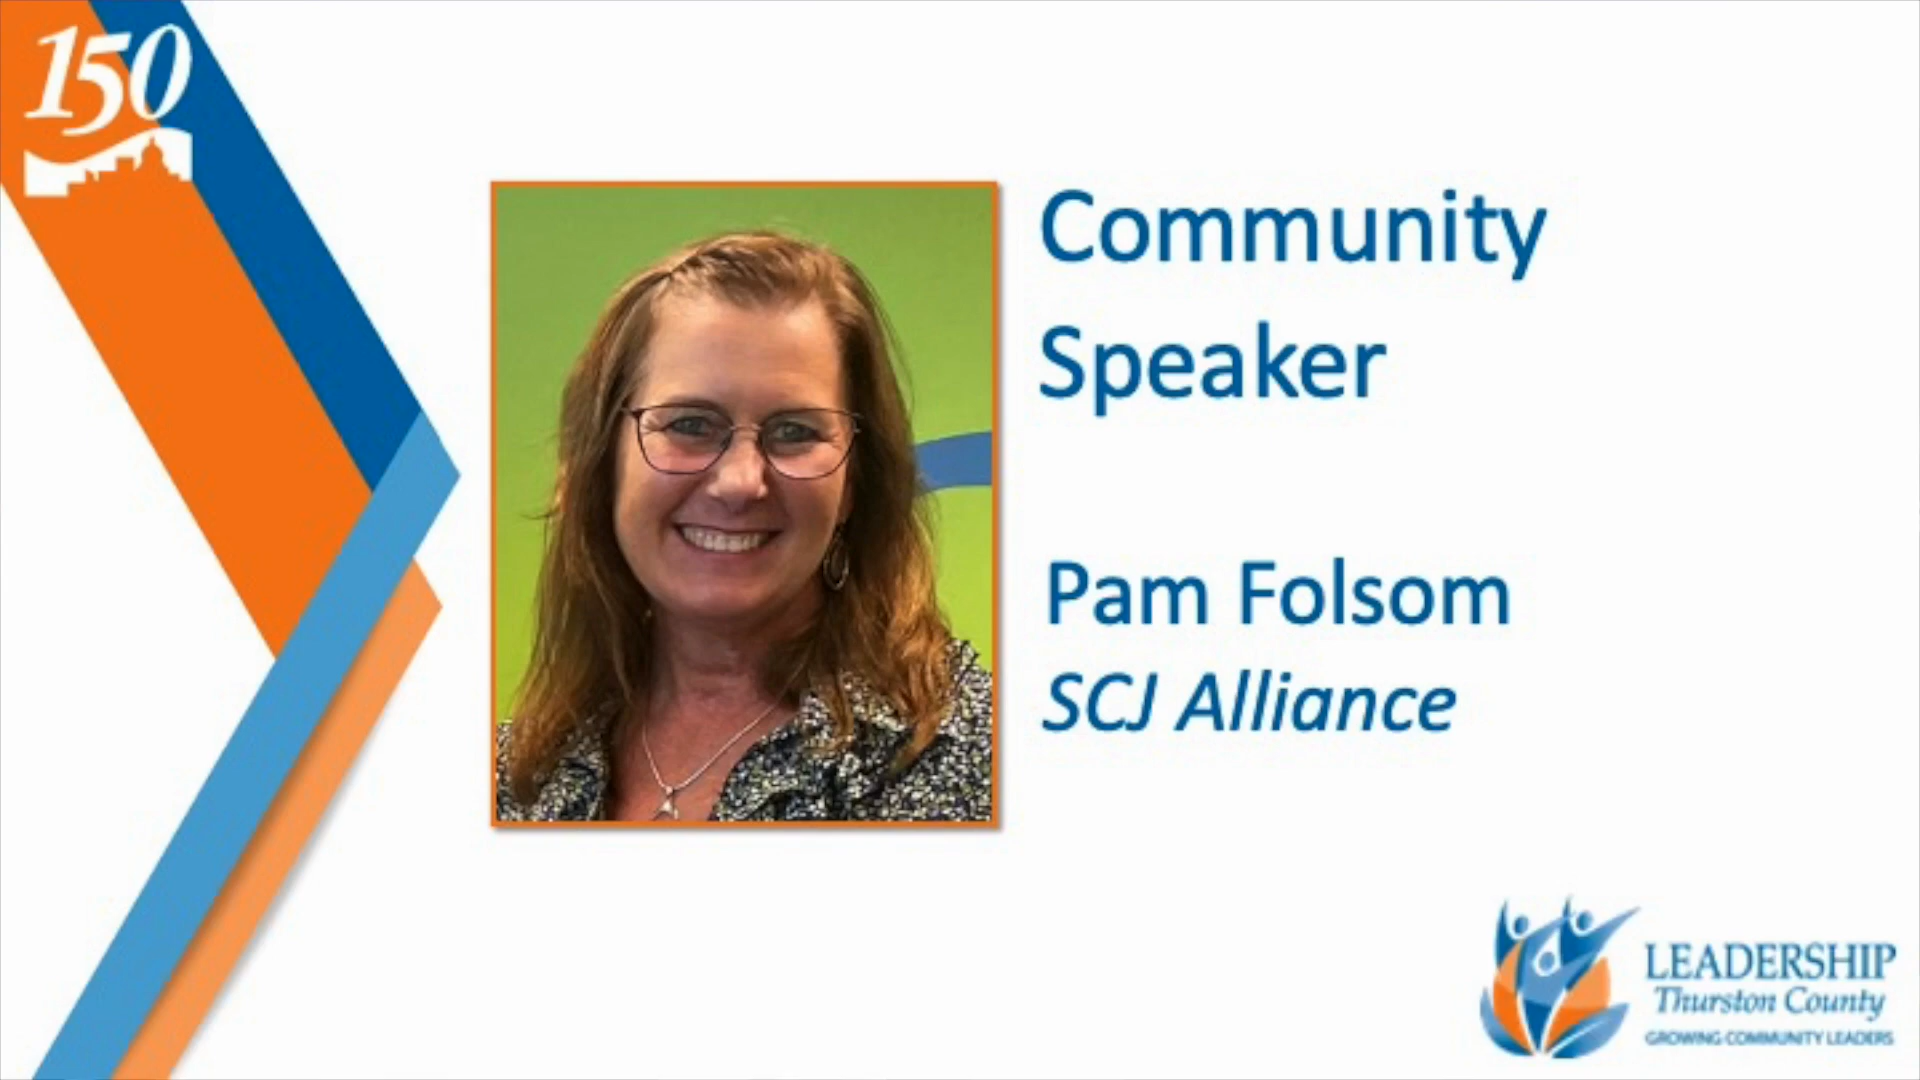 150
Community
Speaker
Pam Folsom
SCJ Alliance
LEADERSHIP
Thurston County
GROWING COMMUNITY LEADERS